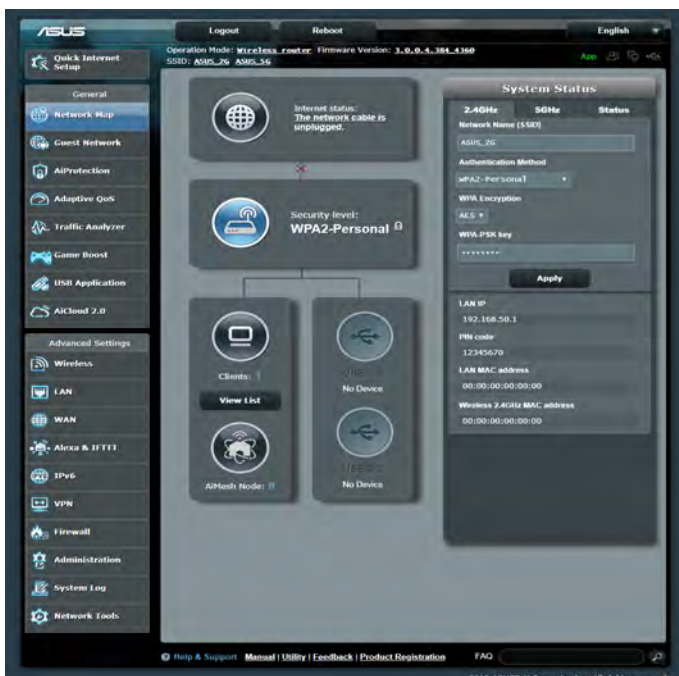 ASUS
Logout
Reboot
English
Quick Internet
Setup
Operation Mode: Wireless router Firmware Version: 3.0.0.4.384_4360
SSID: ASUS_2G ASUS_5G
App
General
Network Map
Guest Network
AiProtection
Adaptive QoS
Traffic Analyzer
Game Boost
USB Application
AiCloud 2.0
Advanced Settings
Wireless
LAN
WAN
Alexa & IFTTT
IPv6
VPN
Firewall
Administration
System Log
Network Tools
Internet status:
The network cable is
unplugged.
Security level:
WPA2-Personal
Clients:
View List
AiMesh Node: 0
No Device
No Device
System Status
2.4GHz
5GHz
Status
Network Name (SSID)
ASUS_2G
Authentication Method
WPA2-Personal
WPA Encryption
AES
WPA-PSK key
••••••••
Apply
LAN IP
192.168.50.1
PIN code
12345670
LAN MAC address
00:00:00:00:00:00
Wireless 2.4GHz MAC address
00:00:00:00:00:00
Help & Support Manual | Utility | Feedback | Product Registration
FAQ